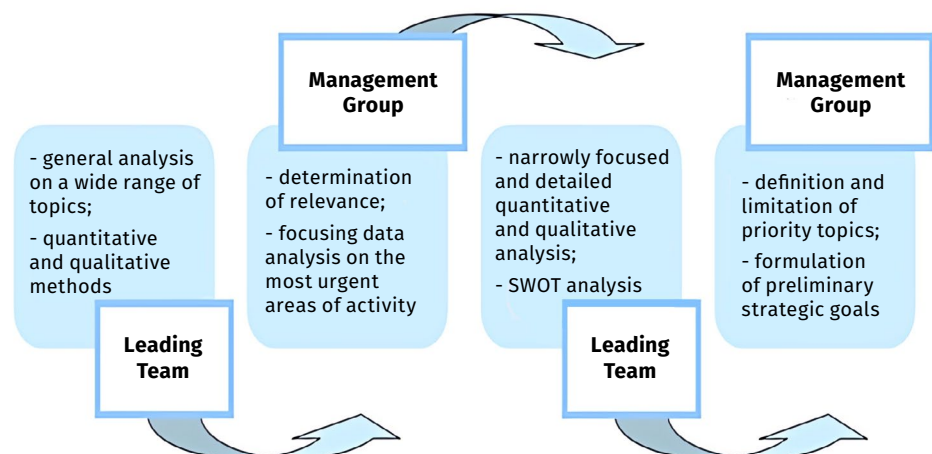 - general analysis
on a wide range of
topics;
- quantitative
and qualitative
methods
Leading
Team
Management
Group
- determination
of relevance;
- focusing data
analysis on the
most urgent
areas of activity
- narrowly focused
and detailed
quantitative
and qualitative
analysis;
- SWOT analysis
Leading
Team
Management
Group
- definition and
limitation of
priority topics;
- formulation
of preliminary
strategic goals